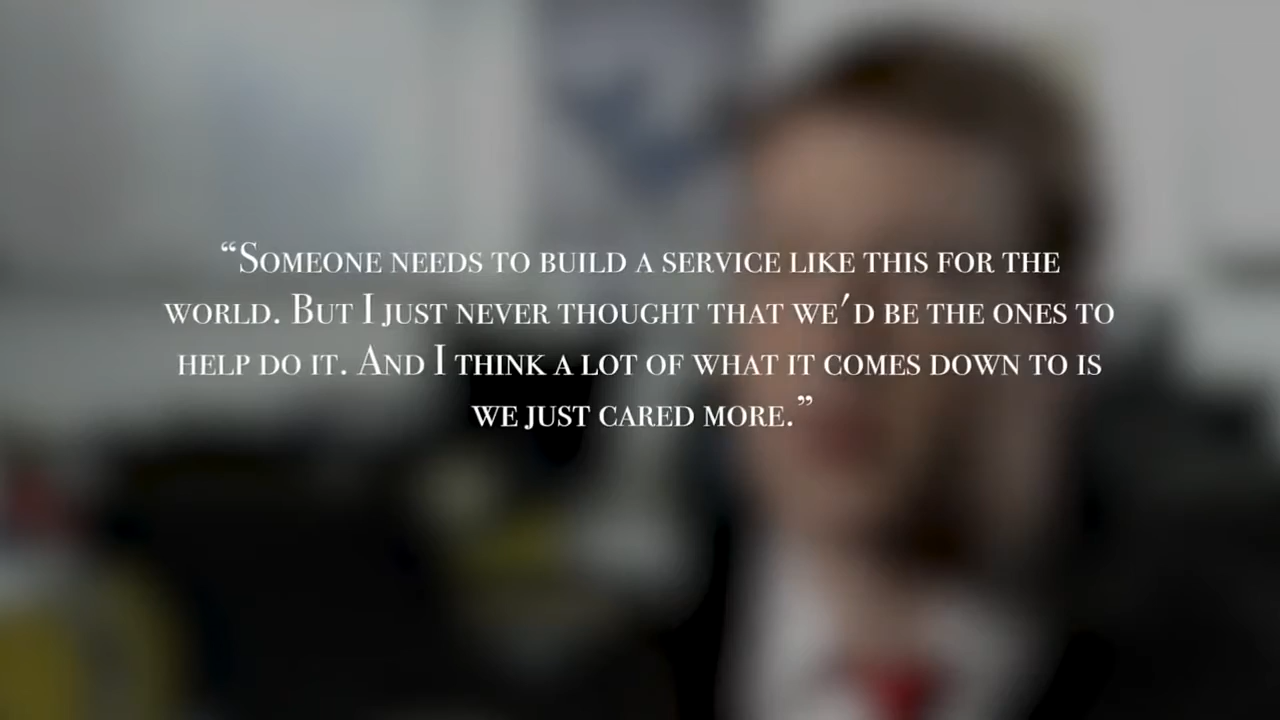 “Someone needs to build a service like this for the
world. But I just never thought that we'd be the ones to
help do it. And I think a lot of what it comes down to is
we just cared more.”